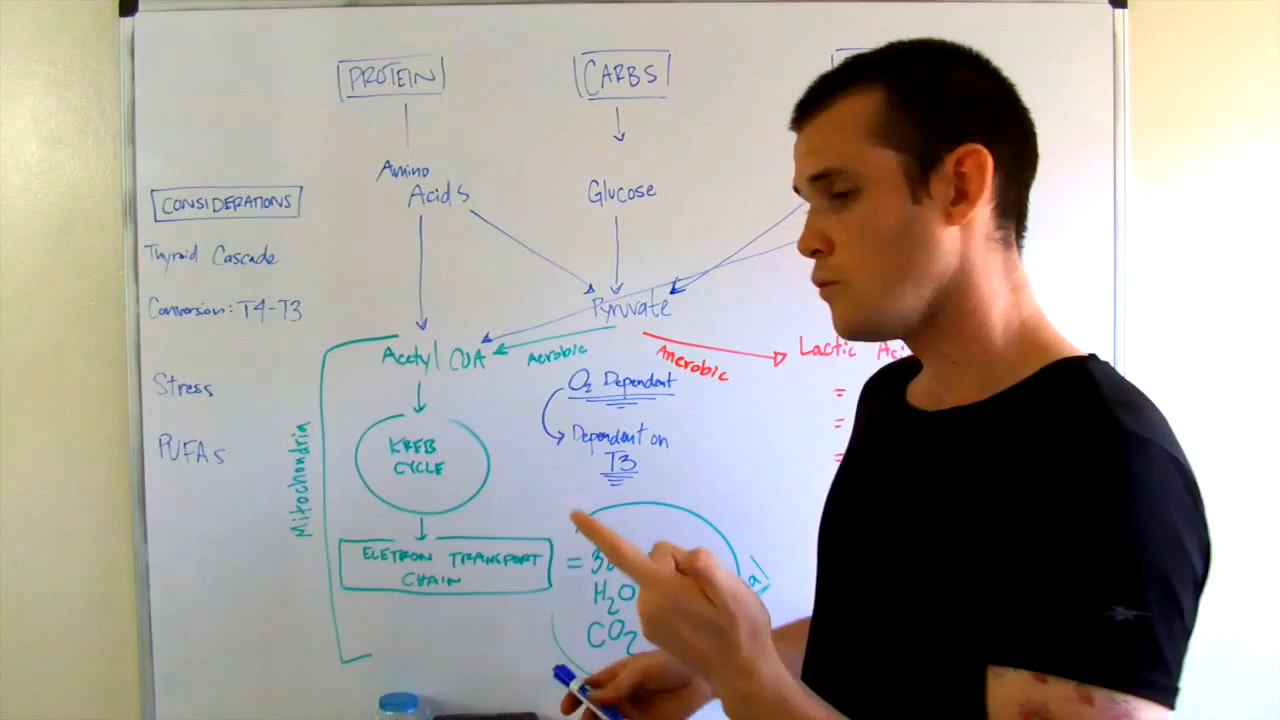 PROTEIN
CARBS
Amino
Acids
Glucose
CONSIDERATIONS
Thyroid Cascade
Conversion: T4-T3
Pyruvate
Acetyl COA
Aerobic
Anerobic
Lactic
Stress
O2 Dependent
Dependent on
T3
PUFAs
KREB
CYCLE
Mitochondria
ELETRON TRANSPORT
CHAIN
=
H2O
CO2
=
=
=